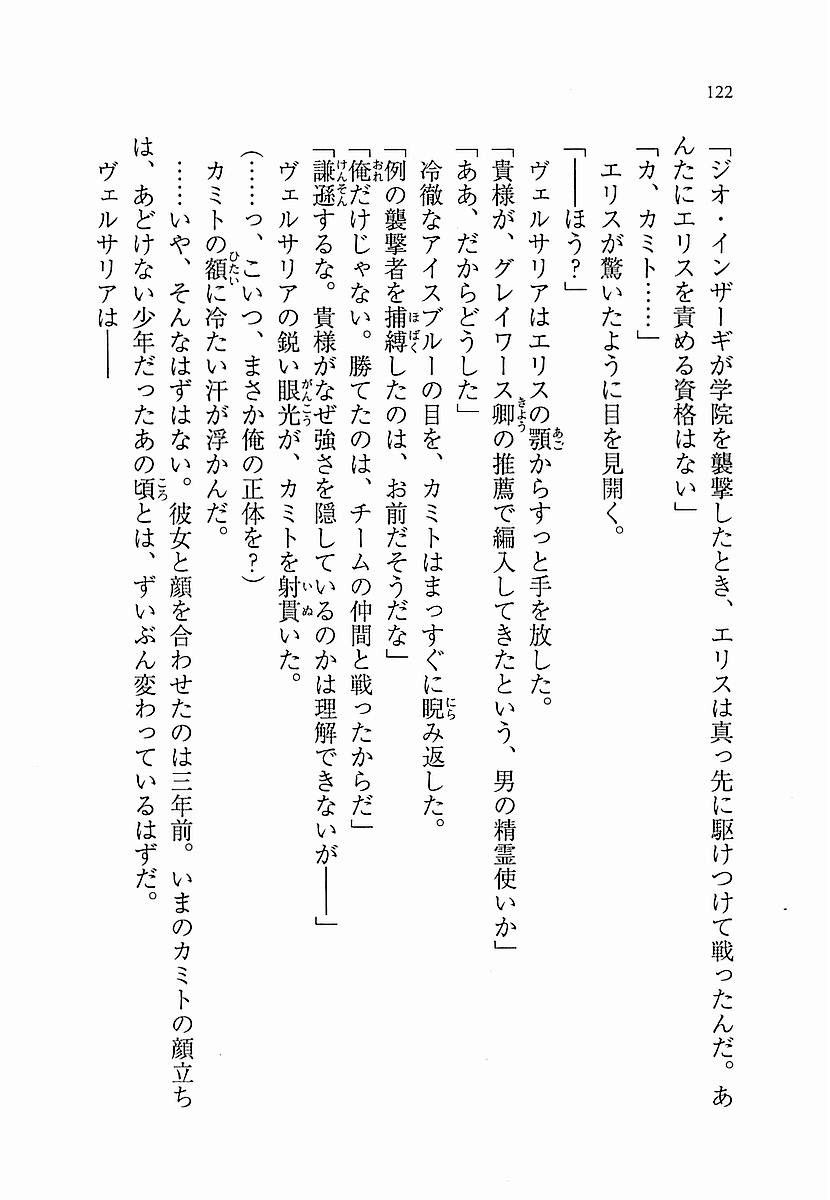 122
「ジオ・インザーギが学院を襲撃したとき、エリスは真っ先に駆けつけて戦ったんだ。あ
んたにエリスを責める資格はない」
「カ、カミト……」
　エリスが驚いたように目を見開く。
「――ほう?」
　ヴェルサリアはエリスの顎からすっと手を放した。
「貴様が、グレイワース卿の推薦で編入してきたという、男の精霊使いか」
「ああ、だからどうした」
　冷徹なアイスブルーの目を、カミトはまっすぐに睨み返した。
「例の襲撃者を捕縛したのは、お前だそうだな」
「俺だけじゃない。勝てたのは、チームの仲間と戦ったからだ」
「謙遜するな。貴様がなぜ強さを隠しているのかは理解できないが――」
　ヴェルサリアの鋭い眼光が、カミトを射貫いた。
(……っ、こいつ、まさか俺の正体を?)
　カミトの額に冷たい汗が浮かんだ。
　……いや、そんなはずはない。彼女と顔を合わせたのは三年前。いまのカミトの顔立ち
は、あどけない少年だったあの頃とは、ずいぶん変わっているはずだ。
　ヴェルサリアは――